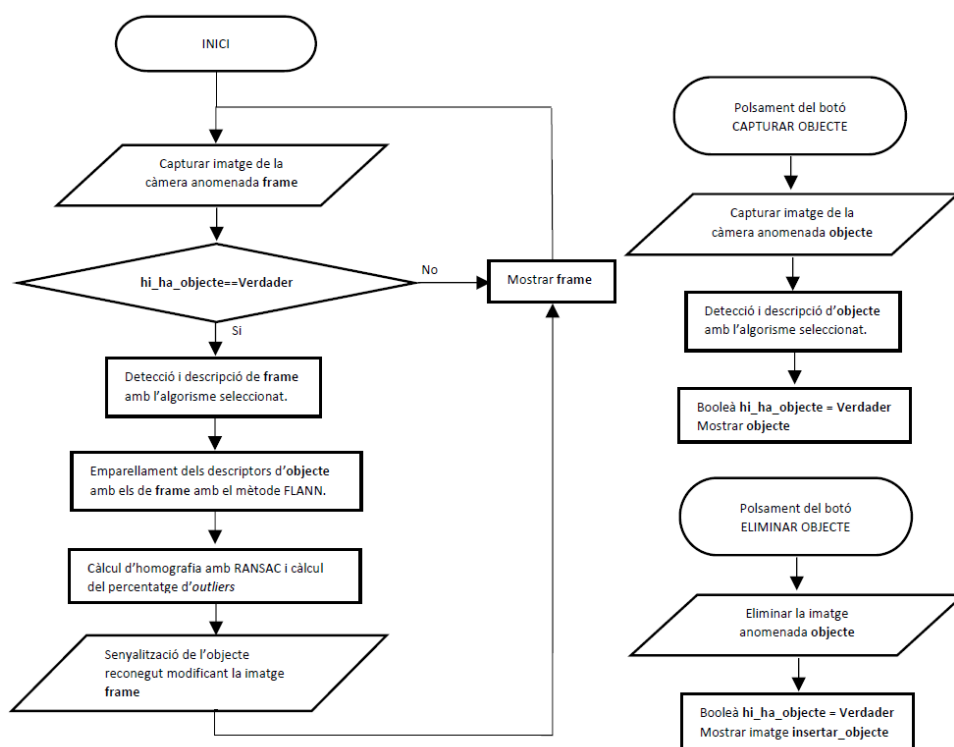 INICI
Capturar imatge de la
càmera anomenada frame
hi_ha_objecte==Verdader
No
Mostrar frame
Si
Detecció i descripció de frame
amb l'algorisme seleccionat.
Emparellament dels descriptors d'objecte
amb els de frame amb el mètode FLANN.
Càlcul d'homografia amb RANSAC i càlcul
del percentatge d'outliers
Senyalització de l'objecte
reconegut modificant la imatge
frame
Polsament del botó
CAPTURAR OBJECTE
Capturar imatge de la
càmera anomenada objecte
Detecció i descripció d'objecte
amb l'algorisme seleccionat.
Booleà hi_ha_objecte = Verdader
Mostrar objecte
Polsament del botó
ELIMINAR OBJECTE
Eliminar la imatge
anomenada objecte
Booleà hi_ha_objecte = Verdader
Mostrar imatge insertar_objecte